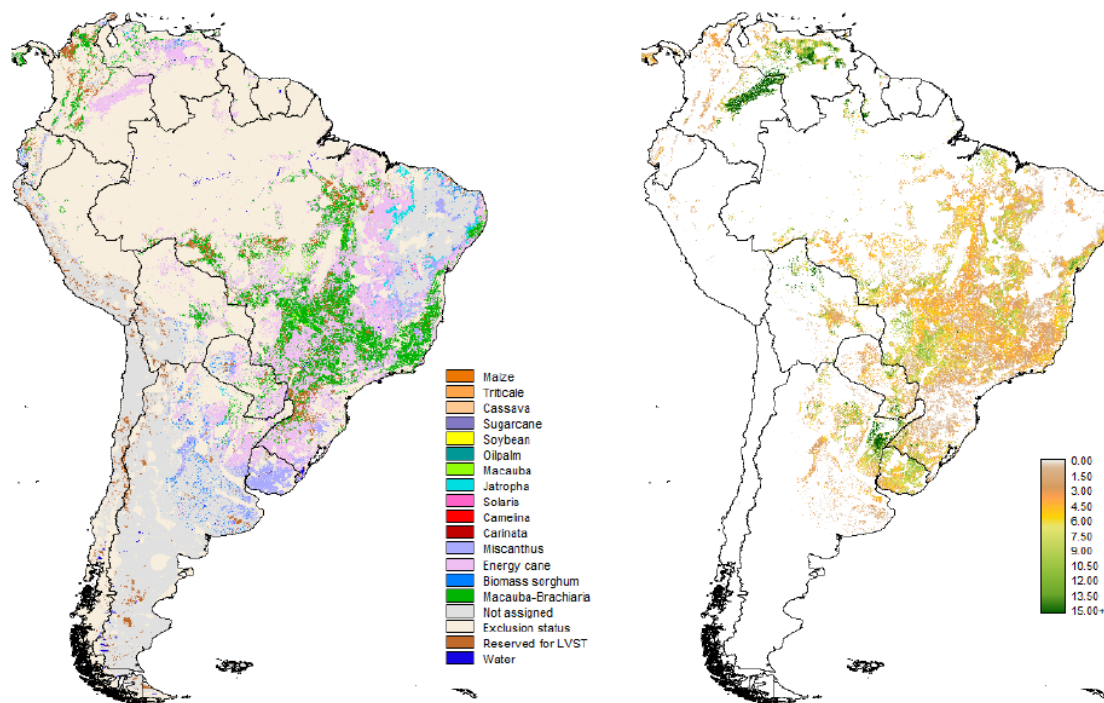 Maize
Triticale
Cassava
Sugarcane
Soybean
Oilpalm
Macauba
Jatropha
Solaris
Camelina
Carinata
Miscanthus
Energy cane
Biomass sorghum
Macauba-Brachiaria
Not assigned
Exclusion status
Reserved for LVST
Water
0.00
1.50
3.00
4.50
6.00
7.50
9.00
10.50
12.00
13.50
15.00+